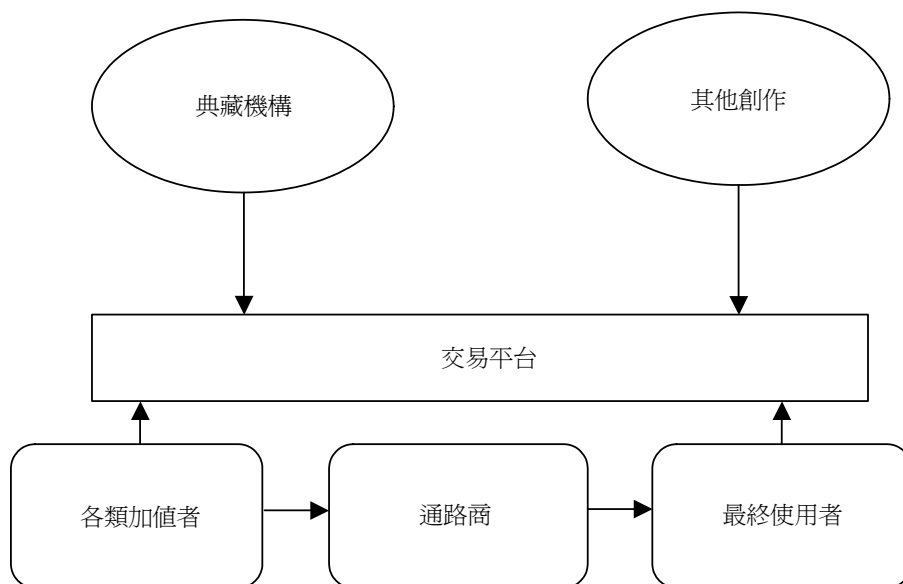 典藏機構
其他創作
交易平台
各類加值者
通路商
最終使用者